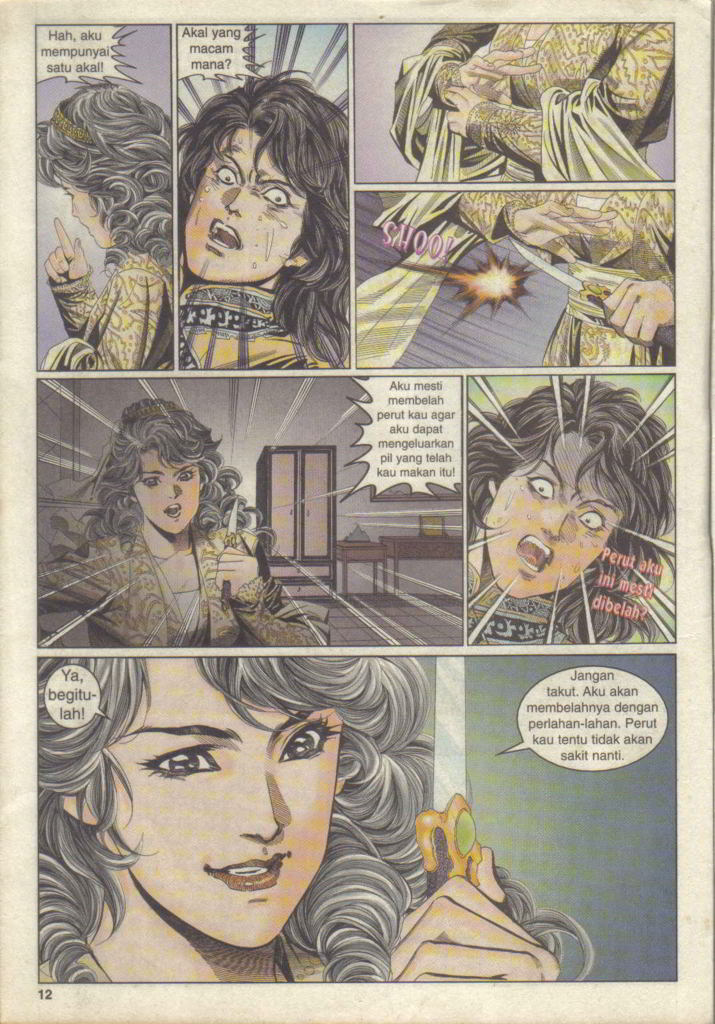 Hah, aku
mempunyai
satu akal!
Akal yang
macam
mana?
SHOO!
Aku mesti
membelah
perut kau agar
aku dapat
mengeluarkan
pil yang telah
kau makan itu!
Perut aku
ini mesti
dibelah?
Ya,
begitu-
lah!
Jangan
takut. Aku akan
membelahnya dengan
perlahan-lahan. Perut
kau tentu tidak akan
sakit nanti.
12